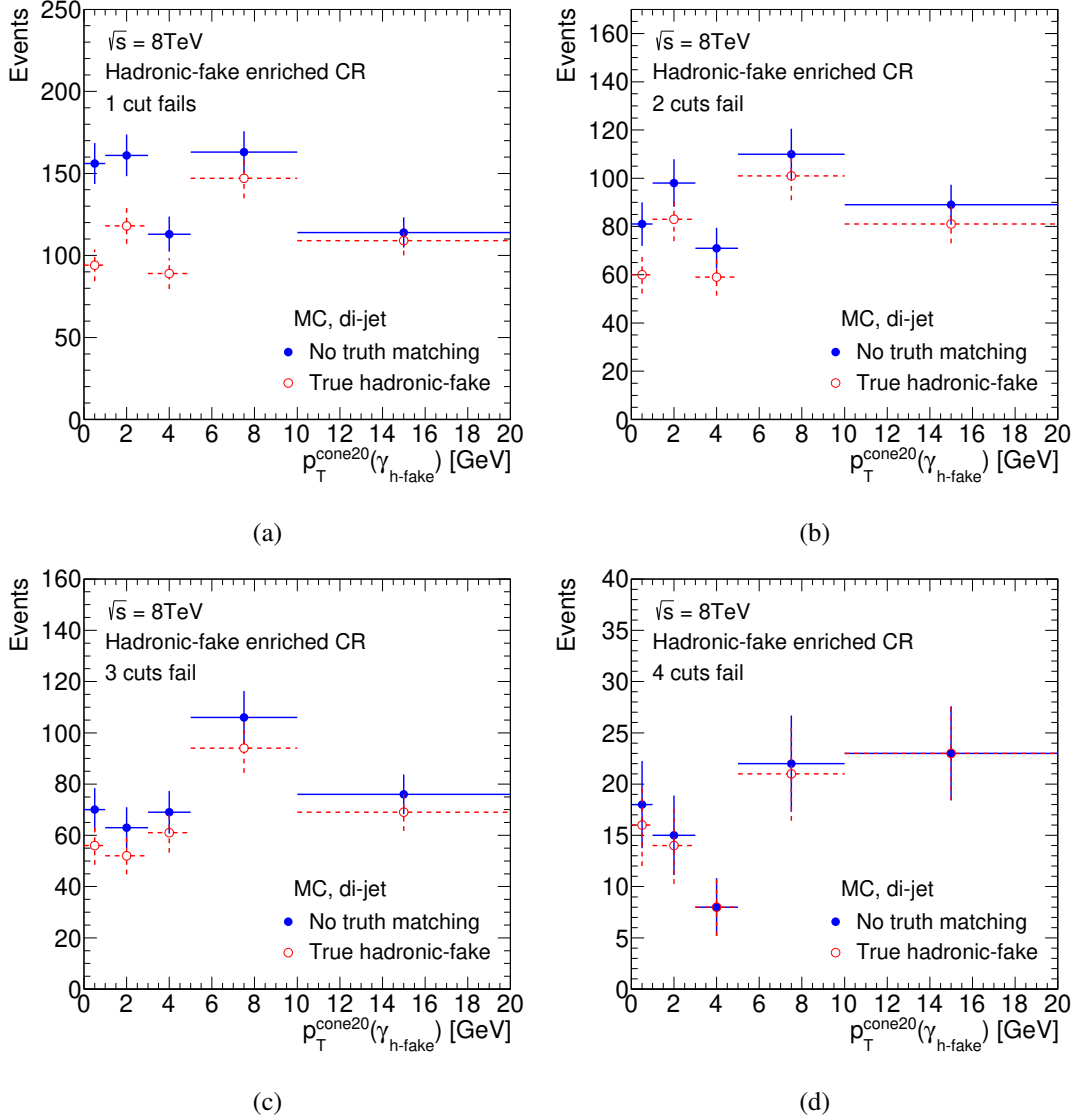 Events
250
200
150
100
50
0
√s = 8TeV
Hadronic-fake enriched CR
1 cut fails
MC, di-jet
No truth matching
True hadronic-fake
0 2 4 6 8 10 12 14 16 18 20
p_T^cone20(γ_h-fake) [GeV]
(a)
Events
160
140
120
100
80
60
40
20
0
√s = 8TeV
Hadronic-fake enriched CR
2 cuts fail
MC, di-jet
No truth matching
True hadronic-fake
0 2 4 6 8 10 12 14 16 18 20
p_T^cone20(γ_h-fake) [GeV]
(b)
Events
160
140
120
100
80
60
40
20
0
√s = 8TeV
Hadronic-fake enriched CR
3 cuts fail
MC, di-jet
No truth matching
True hadronic-fake
0 2 4 6 8 10 12 14 16 18 20
p_T^cone20(γ_h-fake) [GeV]
(c)
Events
40
35
30
25
20
15
10
5
0
√s = 8TeV
Hadronic-fake enriched CR
4 cuts fail
MC, di-jet
No truth matching
True hadronic-fake
0 2 4 6 8 10 12 14 16 18 20
p_T^cone20(γ_h-fake) [GeV]
(d)